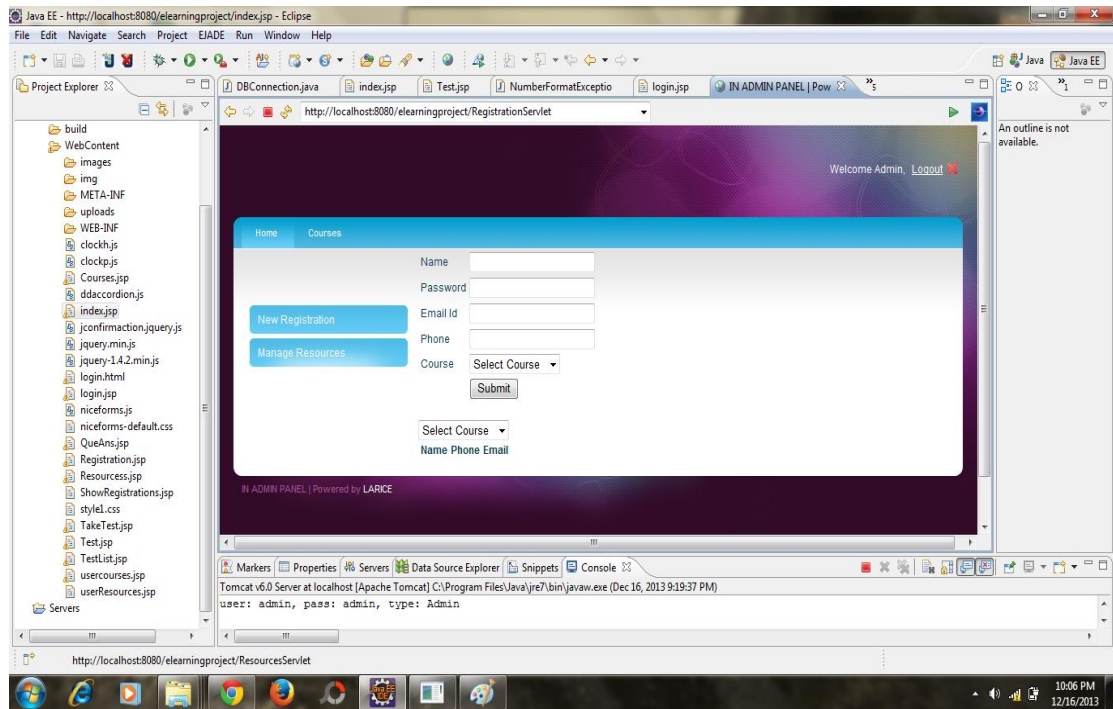 Java EE - http://localhost:8080/elearningproject/index.jsp - Eclipse
File Edit Navigate Search Project EJADE Run Window Help
Java Java EE
Project Explorer
DBConnection.java index.jsp Test.jsp NumberFormatExceptio login.jsp IN ADMIN PANEL | Pow »5
O »1
http://localhost:8080/elearningproject/RegistrationServlet
An outline is not
available.
build
WebContent
images
img
META-INF
uploads
WEB-INF
clockh.js
clockp.js
Courses.jsp
ddaccordion.js
index.jsp
jconfirmaction.jquery.js
jquery.min.js
jquery-1.4.2.min.js
login.html
login.jsp
niceforms.js
niceforms-default.css
QueAns.jsp
Registration.jsp
Resourcess.jsp
ShowRegistrations.jsp
style1.css
TakeTest.jsp
Test.jsp
TestList.jsp
usercourses.jsp
userResources.jsp
Servers
Welcome Admin, Logout
Home Courses
New Registration
Manage Resources
Name
Password
Email Id
Phone
Course Select Course
Submit
Select Course
Name Phone Email
IN ADMIN PANEL | Powered by LARICE
Markers Properties Servers Data Source Explorer Snippets Console
Tomcat v6.0 Server at localhost [Apache Tomcat] C:\Program Files\Java\jre7\bin\javaw.exe (Dec 16, 2013 9:19:37 PM)
user: admin, pass: admin, type: Admin
http://localhost:8080/elearningproject/ResourcesServlet
10:06 PM
12/16/2013